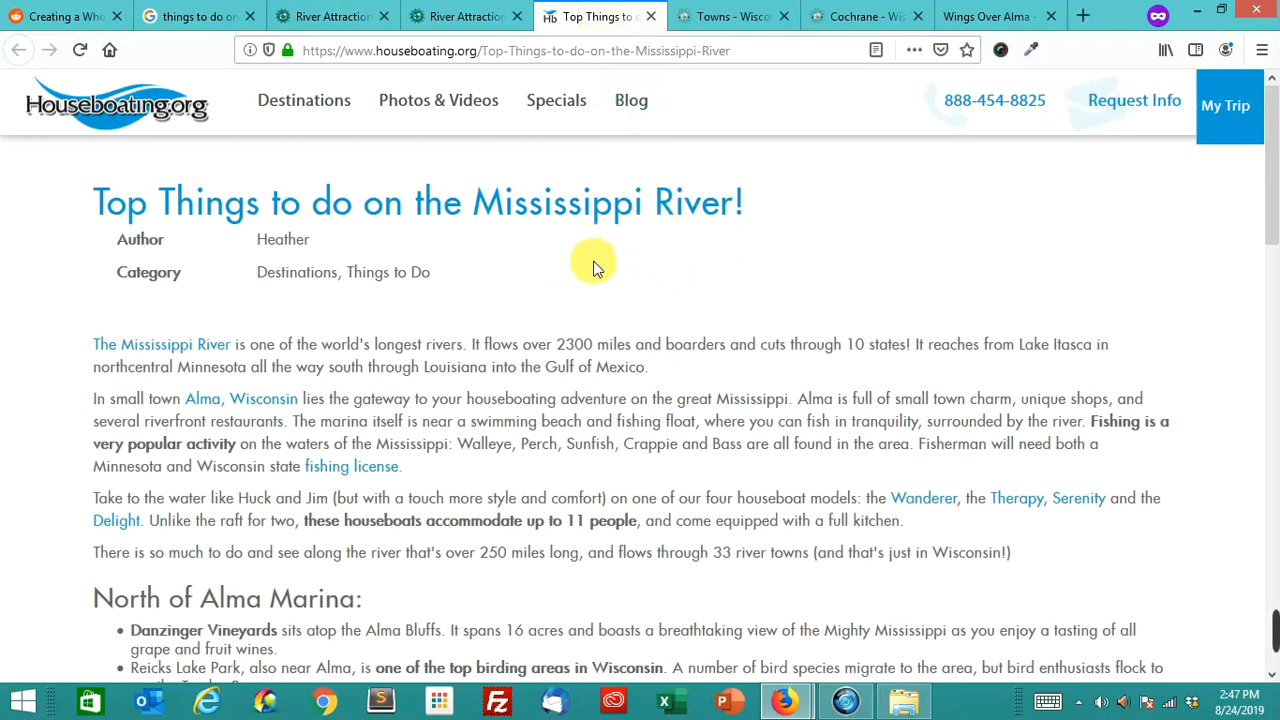 Creating a Who
things to do on
River Attraction
River Attraction
Top Things to o
Towns - Wisco
Cochrane - Wis
Wings Over Alma -
https://www.houseboating.org/Top-Things-to-do-on-the-Mississippi-River
Houseboating.org
Destinations
Photos & Videos
Specials
Blog
888-454-8825
Request Info
My Trip
Top Things to do on the Mississippi River!
Author Heather
Category Destinations, Things to Do
The Mississippi River is one of the world's longest rivers. It flows over 2300 miles and boarders and cuts through 10 states! It reaches from Lake Itasca in
northcentral Minnesota all the way south through Louisiana into the Gulf of Mexico.
In small town Alma, Wisconsin lies the gateway to your houseboating adventure on the great Mississippi. Alma is full of small town charm, unique shops, and
several riverfront restaurants. The marina itself is near a swimming beach and fishing float, where you can fish in tranquility, surrounded by the river. Fishing is a
very popular activity on the waters of the Mississippi: Walleye, Perch, Sunfish, Crappie and Bass are all found in the area. Fisherman will need both a
Minnesota and Wisconsin state fishing license.
Take to the water like Huck and Jim (but with a touch more style and comfort) on one of our four houseboat models: the Wanderer, the Therapy, Serenity and the
Delight. Unlike the raft for two, these houseboats accommodate up to 11 people, and come equipped with a full kitchen.
There is so much to do and see along the river that's over 250 miles long, and flows through 33 river towns (and that's just in Wisconsin!)
North of Alma Marina:
• Danzinger Vineyards sits atop the Alma Bluffs. It spans 16 acres and boasts a breathtaking view of the Mighty Mississippi as you enjoy a tasting of all
grape and fruit wines.
• Reicks Lake Park, also near Alma, is one of the top birding areas in Wisconsin. A number of bird species migrate to the area, but bird enthusiasts flock to
2:47 PM
8/24/2019